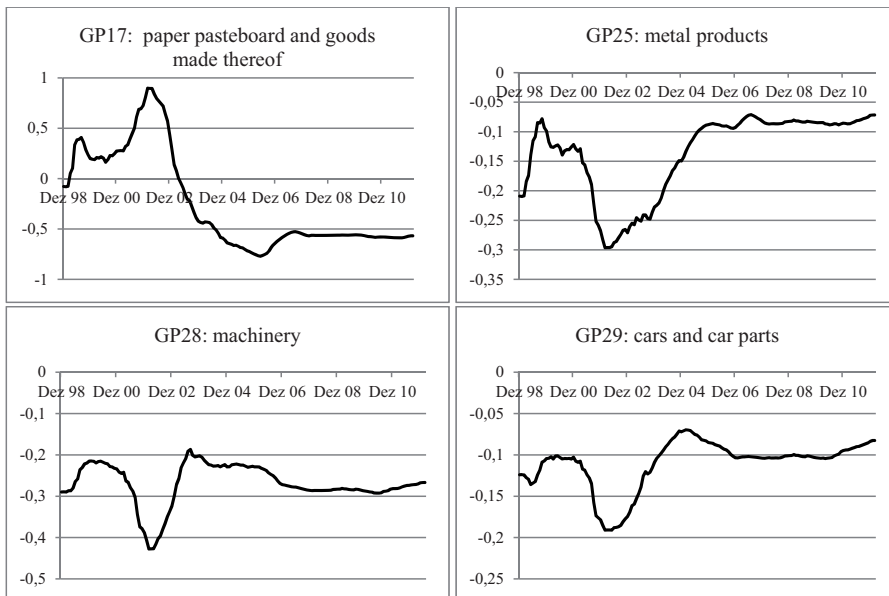 GP17: paper pasteboard and goods
made thereof
1
0,5
0
-0,5
-1
Dez 98 Dez 00 Dez 02 Dez 04 Dez 06 Dez 08 Dez 10
GP25: metal products
0
-0,05
-0,1
-0,15
-0,2
-0,25
-0,3
-0,35
Dez 98 Dez 00 Dez 02 Dez 04 Dez 06 Dez 08 Dez 10
GP28: machinery
0
-0,1
-0,2
-0,3
-0,4
-0,5
Dez 98 Dez 00 Dez 02 Dez 04 Dez 06 Dez 08 Dez 10
GP29: cars and car parts
0
-0,05
-0,1
-0,15
-0,2
-0,25
Dez 98 Dez 00 Dez 02 Dez 04 Dez 06 Dez 08 Dez 10